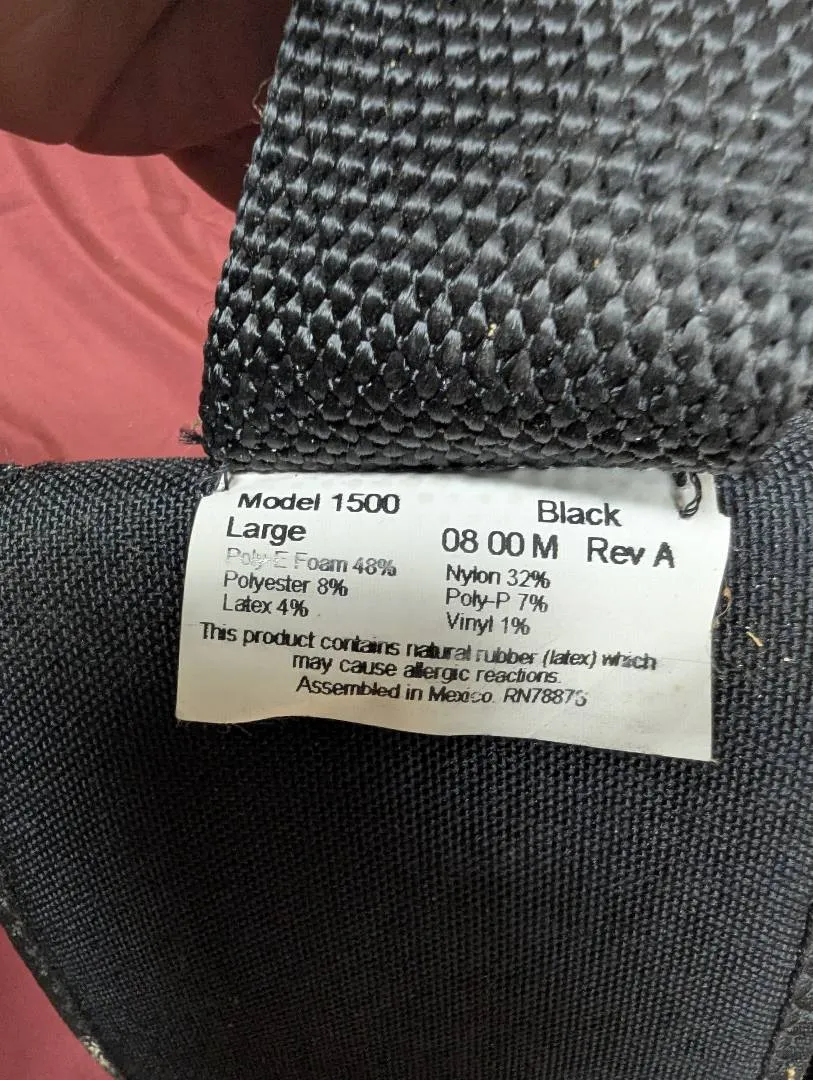 Model 1500 Black
Large 08 00 M Rev A
Poly-E Foam 48% Nylon 32%
Polyester 8% Poly-P 7%
Latex 4% Vinyl 1%
This product contains natural rubber (latex) which
may cause allergic reactions.
Assembled in Mexico.